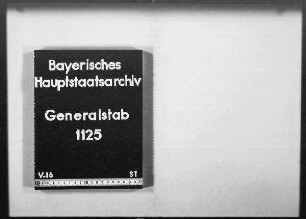 Bayerisches
Hauptstaatsarchiv
Generalstab
1125
V.16 ST